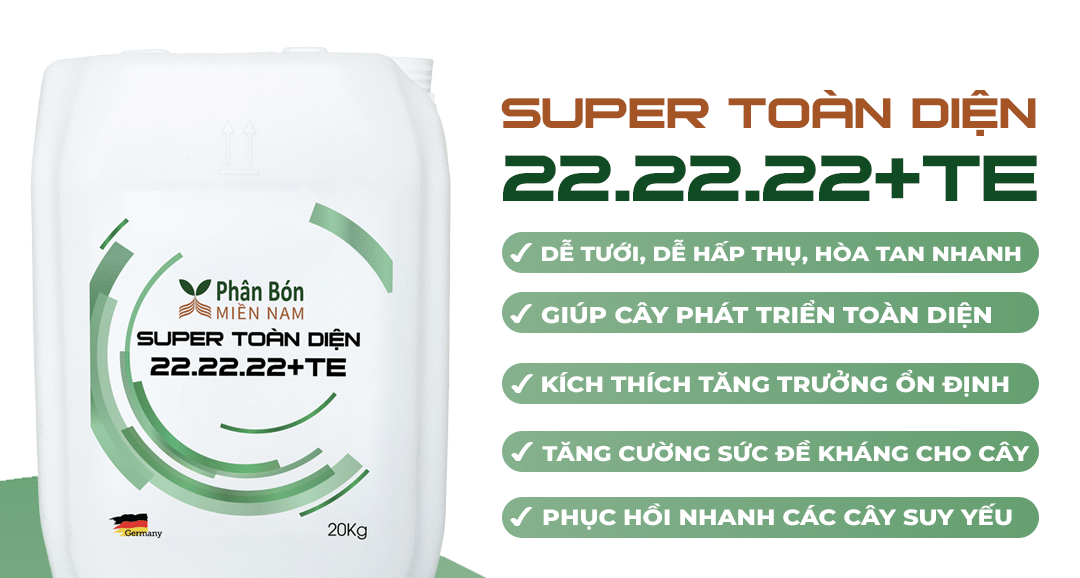 Phân Bón
MIỀN NAM
SUPER TOÀN DIỆN
22.22.22+TE
Germany
20Kg
SUPER TOÀN DIỆN
22.22.22+TE
DỄ TƯỚI, DỄ HẤP THỤ, HÒA TAN NHANH
GIÚP CÂY PHÁT TRIỂN TOÀN DIỆN
KÍCH THÍCH TĂNG TRƯỞNG ỔN ĐỊNH
TĂNG CƯỜNG SỨC ĐỀ KHÁNG CHO CÂY
PHỤC HỒI NHANH CÁC CÂY SUY YẾU